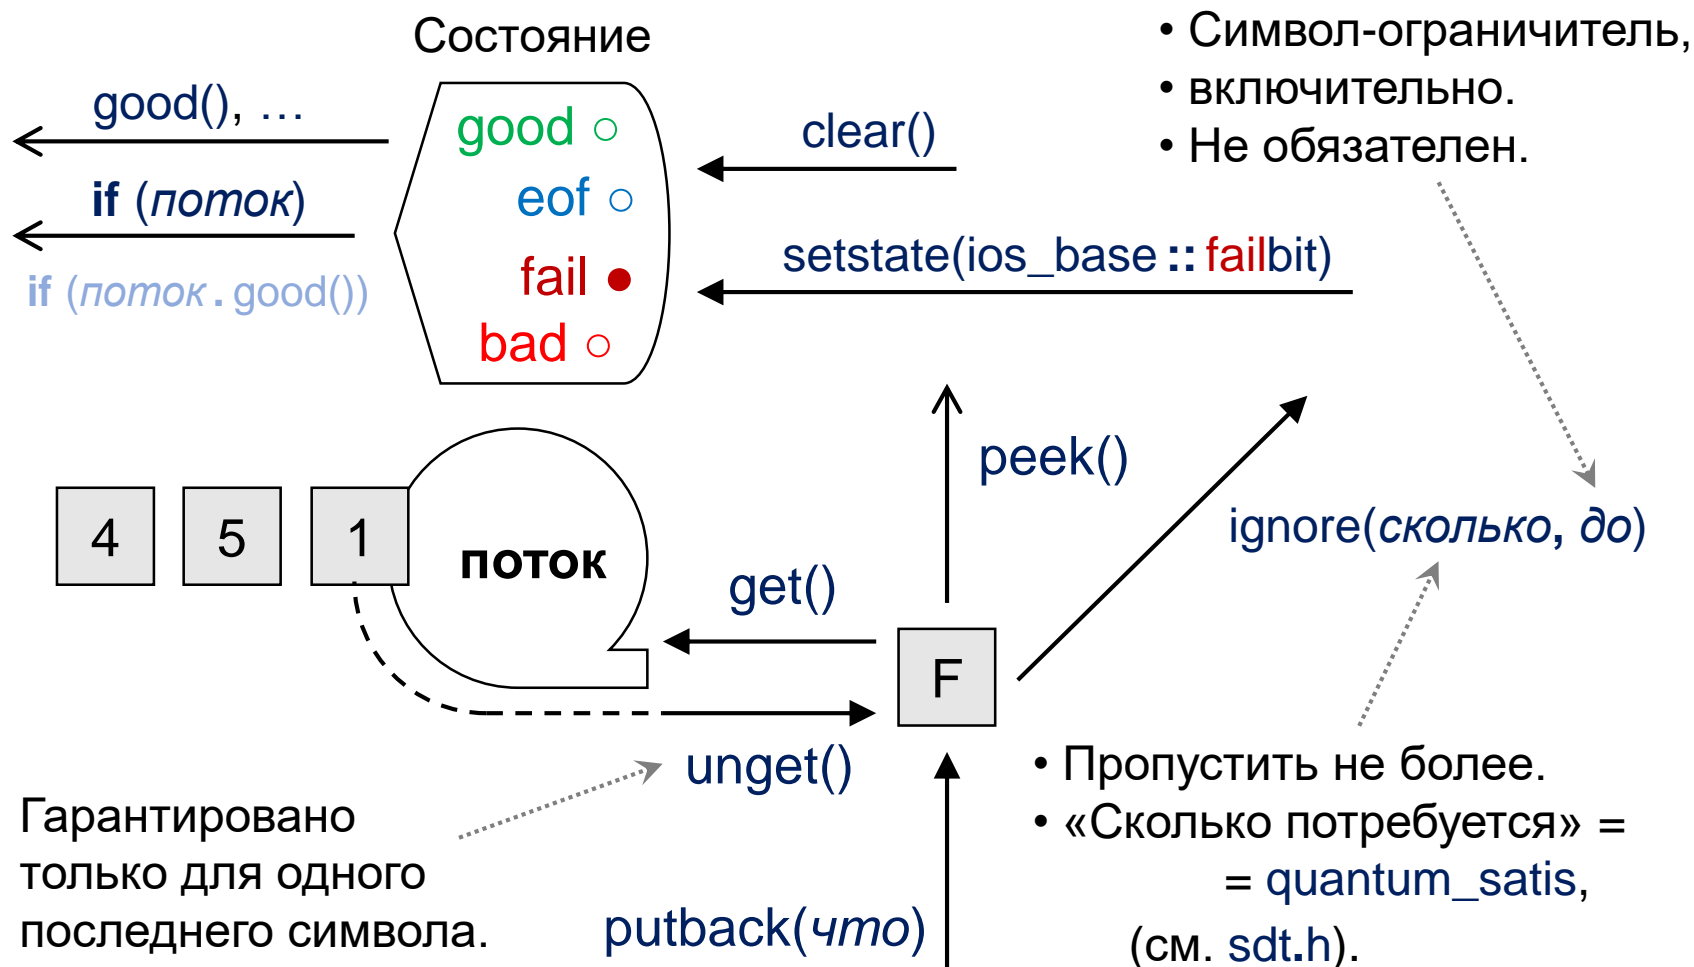 Состояние
good(), …
if (поток)
if (поток.good())
good ○
eof ○
fail ●
bad ○
clear()
setstate(ios_base::failbit)
• Символ-ограничитель,
• включительно.
• Не обязателен.
4 5 1
поток
peek()
get()
F
unget()
ignore(сколько, до)
Гарантировано
только для одного
последнего символа.
putback(что)
• Пропустить не более.
• «Сколько потребуется» =
= quantum_satis,
(см. sdt.h).